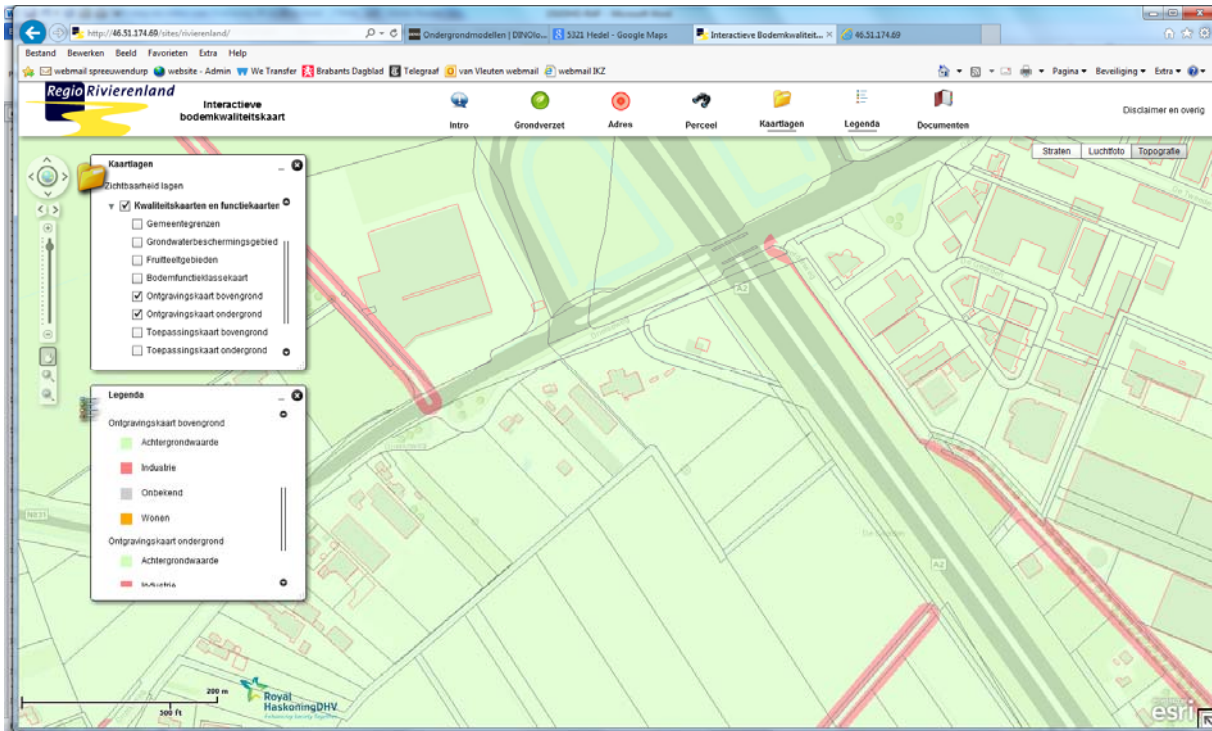 http://46.51.174.69/sites/rivierenland/
Ondergrondmodellen | DINOlo...
5321 Hedel - Google Maps
Interactieve Bodemkwaliteit...
46.51.174.69
Bestand Bewerken Beeld Favorieten Extra Help
webmail spreeuwendurp
website - Admin
We Transfer
Brabants Dagblad
Telegraaf
van Vleuten webmail
webmail IKZ
Pagina
Beveiliging
Extra
Regio Rivierenland
Interactieve
bodemkwaliteitskaart
Intro
Grondverzet
Adres
Perceel
Kaartlagen
Legenda
Documenten
Disclaimer en overig
Straten
Luchtfoto
Topografie
Kaartlagen
Zichtbaarheid lagen
Kwaliteitskaarten en functiekaarten
Gemeentegrenzen
Grondwaterbeschermingsgebied
Fruitteeltgebieden
Bodemfunctieklassekaart
Ontgravingskaart bovengrond
Ontgravingskaart ondergrond
Toepassingskaart bovengrond
Toepassingskaart ondergrond
Legenda
Ontgravingskaart bovengrond
Achtergrondwaarde
Industrie
Onbekend
Wonen
Ontgravingskaart ondergrond
Achtergrondwaarde
Industrie
A2
A2
N831
200 m
500 ft
Royal
HaskoningDHV
Enhancing Society Together
esri